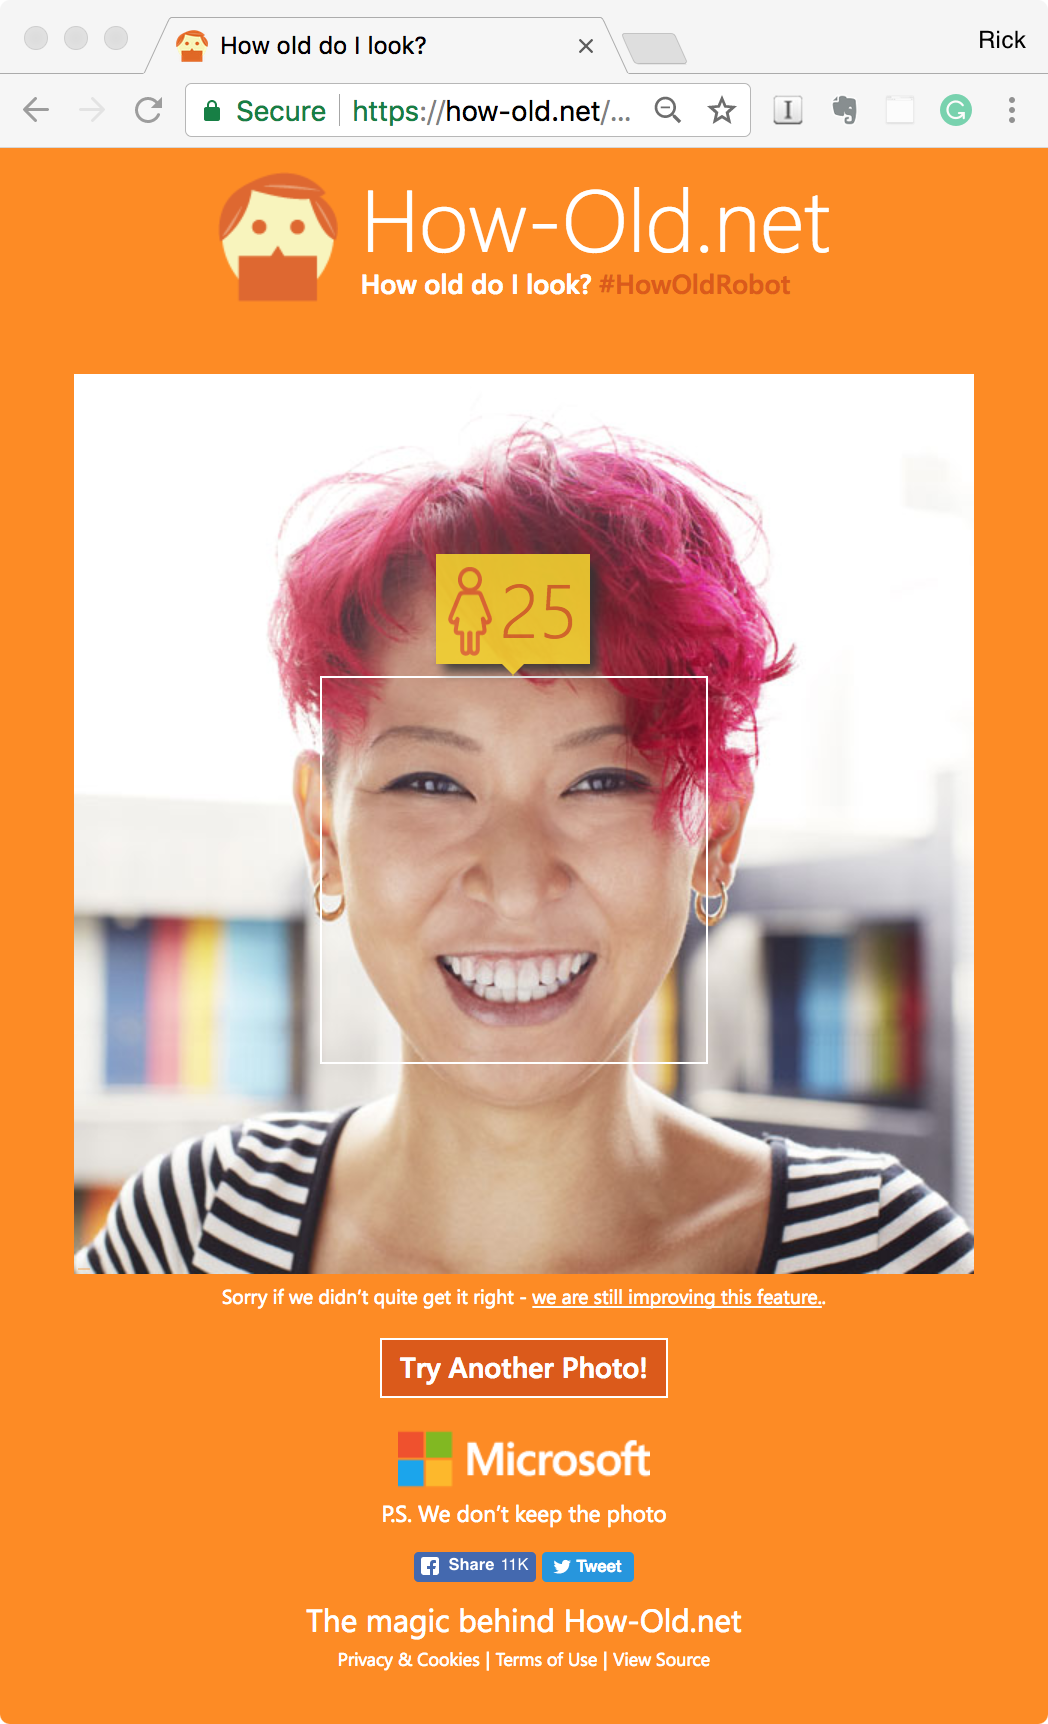 How old do I look?
Rick
Secure https://how-old.net/...
How-Old.net
How old do I look? #HowOldRobot
25
Sorry if we didn't quite get it right - we are still improving this feature..
Try Another Photo!
Microsoft
P.S. We don't keep the photo
Share 11K Tweet
The magic behind How-Old.net
Privacy & Cookies | Terms of Use | View Source